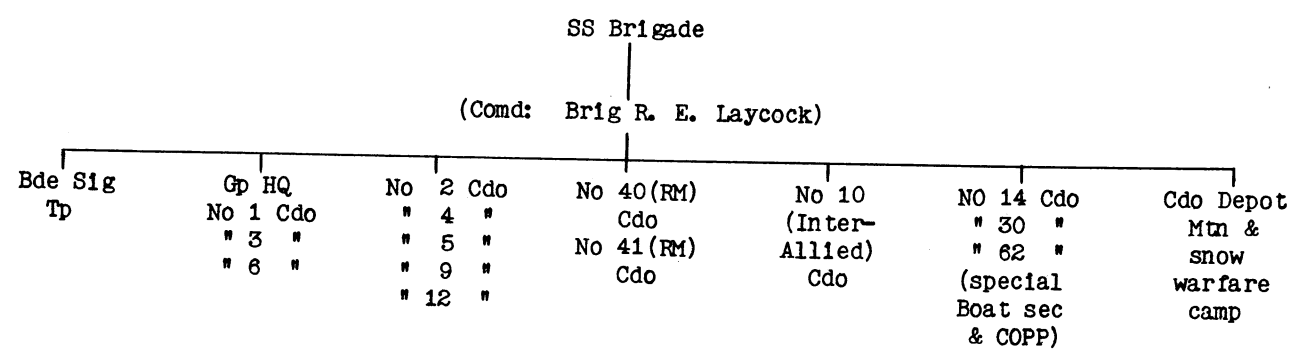 SS Brigade
(Comd: Brig R. E. Laycock)
Bde Sig
Tp
Gp HQ
No 1 Cdo
" 3 "
" 6 "
No 2 Cdo
" 4 "
" 5 "
" 9 "
" 12 "
No 40(RM)
Cdo
No 41(RM)
Cdo
No 10
(Inter-
Allied)
Cdo
NO 14 Cdo
" 30 "
" 62 "
(special
Boat sec
& COPP)
Cdo Depot
Mtn &
snow
warfare
camp